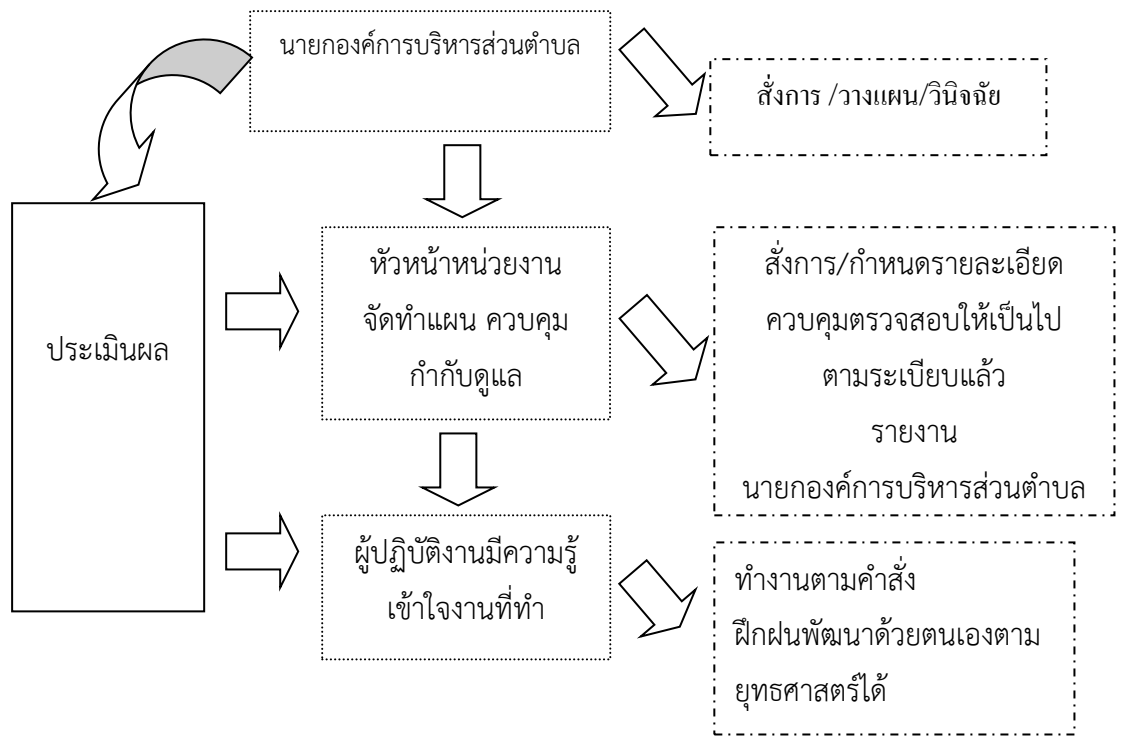 นายกองค์การบริหารส่วนตำบล
สั่งการ /วางแผน/วินิจฉัย
หัวหน้าหน่วยงาน
จัดทำแผน ควบคุม
กำกับดูแล
สั่งการ/กำหนดรายละเอียด
ควบคุมตรวจสอบให้เป็นไป
ตามระเบียบแล้ว
รายงาน
นายกองค์การบริหารส่วนตำบล
ประเมินผล
ผู้ปฏิบัติงานมีความรู้
เข้าใจงานที่ทำ
ทำงานตามคำสั่ง
ฝึกฝนพัฒนาด้วยตนเองตาม
ยุทธศาสตร์ได้